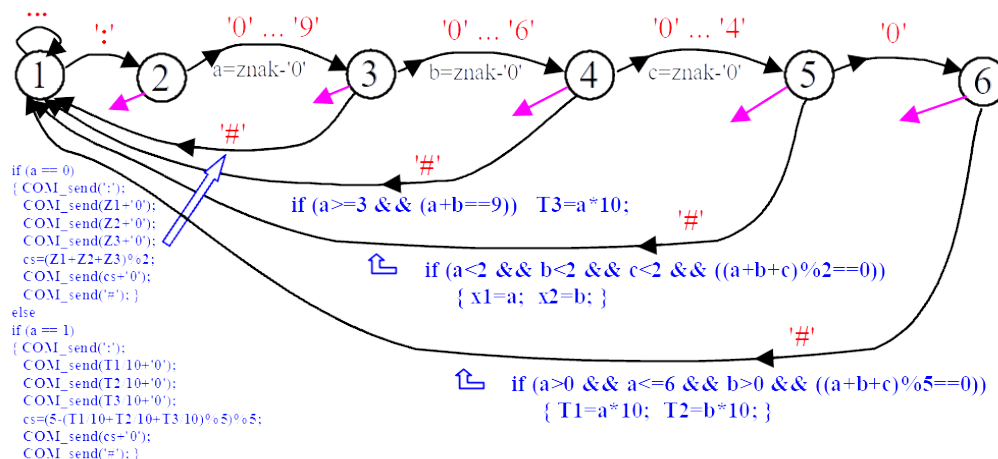 ...
':'
'0' ... '9'
'0' ... '6'
'0' ... '4'
'0'
1
2
a=znak-'0'
3
b=znak-'0'
4
c=znak-'0'
5
6
'#'
'#'
if (a>=3 && (a+b==9)) T3=a*10;
'#'
if (a<2 && b<2 && c<2 && ((a+b+c)%2==0))
{ x1=a; x2=b; }
'#'
if (a>0 && a<=6 && b>0 && ((a+b+c)%5==0))
{ T1=a*10; T2=b*10; }
if (a == 0)
{ COM_send(':');
COM_send(Z1+'0');
COM_send(Z2+'0');
COM_send(Z3+'0');
cs=(Z1+Z2+Z3)%2;
COM_send(cs+'0');
COM_send('#'); }
else
if (a == 1)
{ COM_send(':');
COM_send(T1/10+'0');
COM_send(T2/10+'0');
COM_send(T3/10+'0');
cs=(5-(T1/10+T2/10+T3/10)%5)%5;
COM_send(cs+'0');
COM_send('#'); }